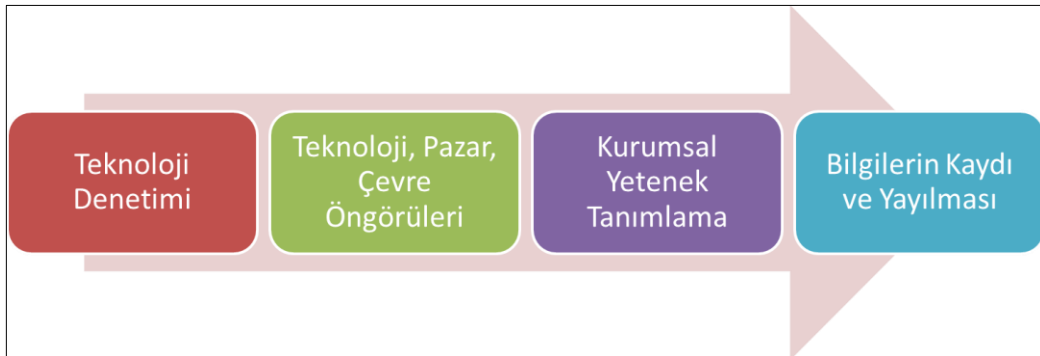 Teknoloji
Denetimi
Teknoloji, Pazar,
Çevre
Öngörüleri
Kurumsal
Yetenek
Tanımlama
Bilgilerin Kaydı
ve Yayılması